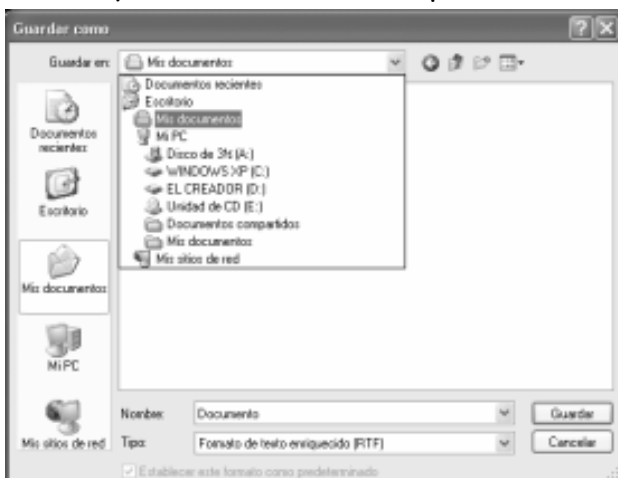 Guardar como
Guardar en: Mis documentos
Documentos recientes
Escritorio
Mis documentos
Mi PC
Disco de 3½ (A:)
WINDOWS XP (C:)
EL CREADOR (D:)
Unidad de CD (E:)
Documentos compartidos
Mis documentos
Mis sitios de red
Documentos
recientes
Escritorio
Mis documentos
Mi PC
Mis sitios de red
Nombre: Documento Guardar
Tipo: Formato de texto enriquecido (RTF) Cancelar
Establecer este formato como predeterminado